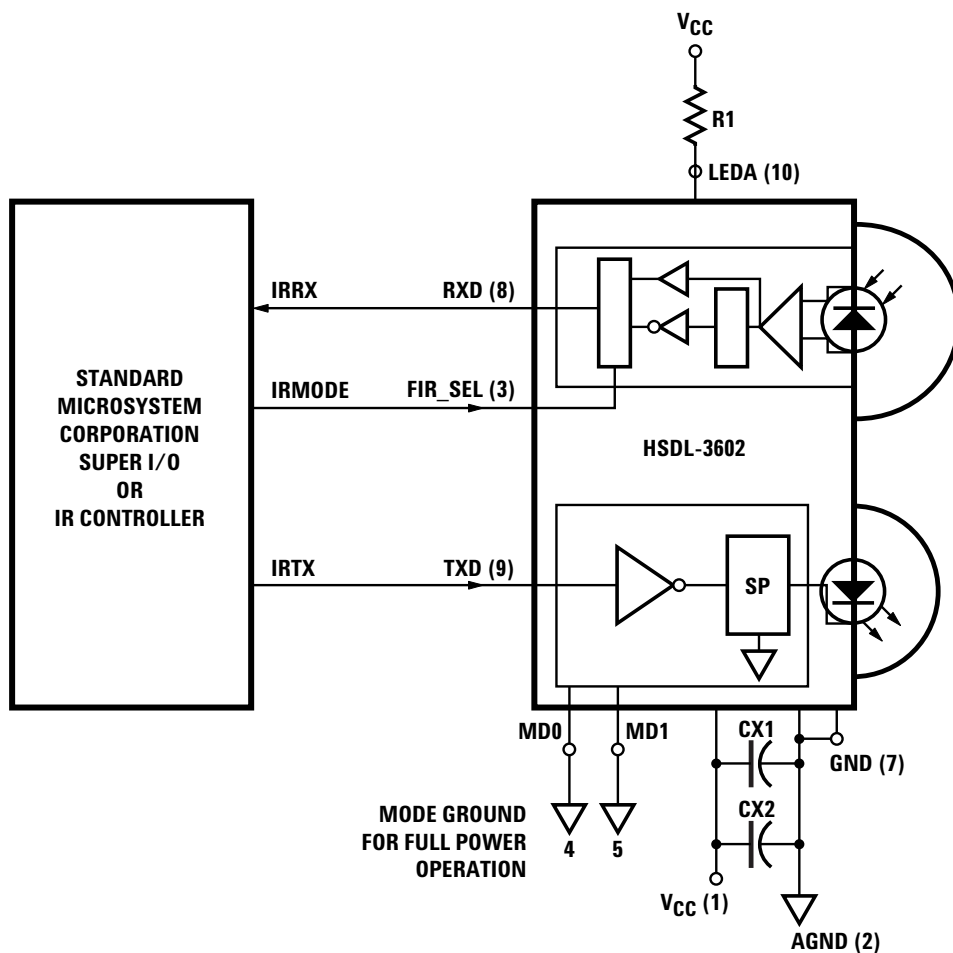 VCC
R1
LEDA (10)
IRRX
RXD (8)
STANDARD
MICROSYSTEM
CORPORATION
SUPER I/O
OR
IR CONTROLLER
IRMODE
FIR_SEL (3)
HSDL-3602
IRTX
TXD (9)
SP
MD0
MD1
CX1
GND (7)
MODE GROUND
FOR FULL POWER
OPERATION
4
5
CX2
VCC (1)
AGND (2)